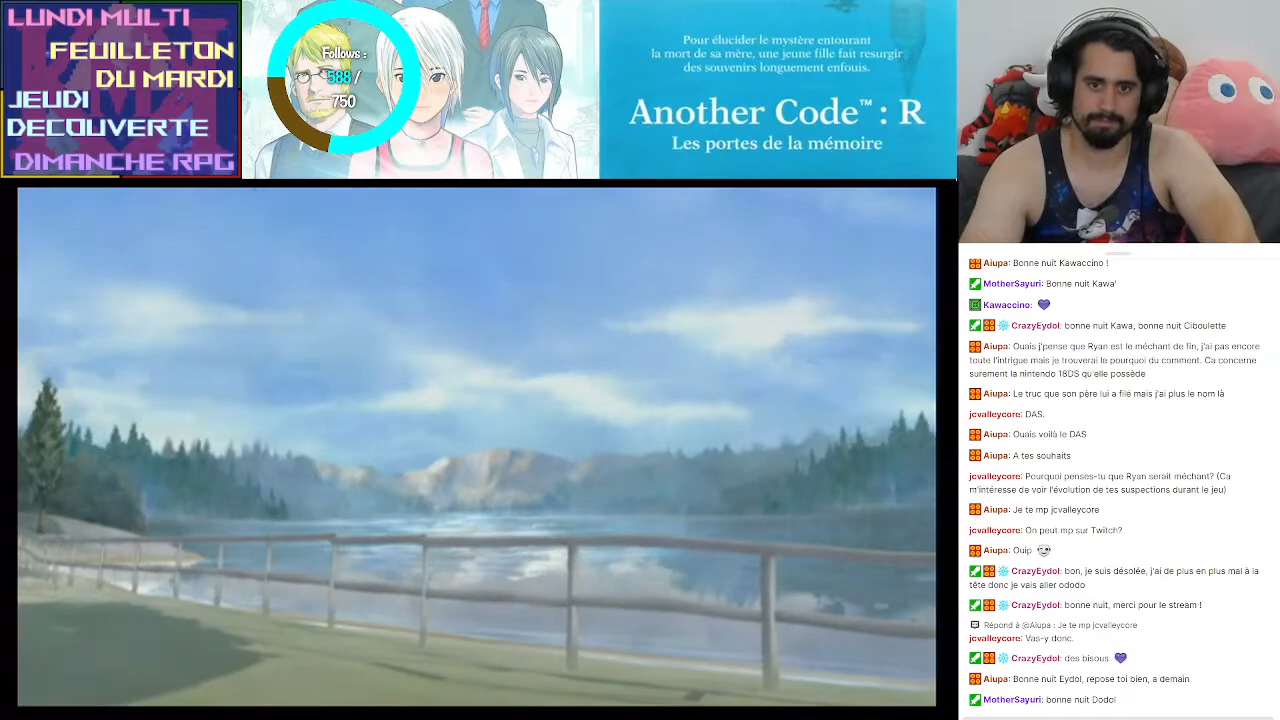 LUNDI MULTI
FEUILLETON
DU MARDI
JEUDI
DECOUVERTE
DIMANCHE RPG
Follows :
588 /
750
Pour élucider le mystère entourant
la mort de sa mère, une jeune fille fait resurgir
des souvenirs longuement enfouis.
Another Code™ : R
Les portes de la mémoire
Aiupa: Bonne nuit Kawaccino !
MotherSayuri: Bonne nuit Kawa'
Kawaccino:
CrazyEydol: bonne nuit Kawa, bonne nuit Ciboulette
Aiupa: Ouais j'pense que Ryan est le méchant de fin, j'ai pas encore
toute l'intrigue mais je trouverai le pourquoi du comment. Ca concerne
surement la nintendo 18DS qu'elle possède
Aiupa: Le truc que son père lui a filé mais j'ai plus le nom là
jcvalleycore: DAS.
Aiupa: Ouais voilà le DAS
Aiupa: A tes souhaits
jcvalleycore: Pourquoi penses-tu que Ryan serait méchant? (Ca
m'intéresse de voir l'évolution de tes suspections durant le jeu)
Aiupa: Je te mp jcvalleycore
jcvalleycore: On peut mp sur Twitch?
Aiupa: Ouip
CrazyEydol: bon, je suis désolée, j'ai de plus en plus mal à la
tête donc je vais aller ododo
CrazyEydol: bonne nuit, merci pour le stream !
Répond à @Aiupa : Je te mp jcvalleycore
jcvalleycore: Vas-y donc.
CrazyEydol: des bisous
Aiupa: Bonne nuit Eydol, repose toi bien, a demain
MotherSayuri: bonne nuit Dodol